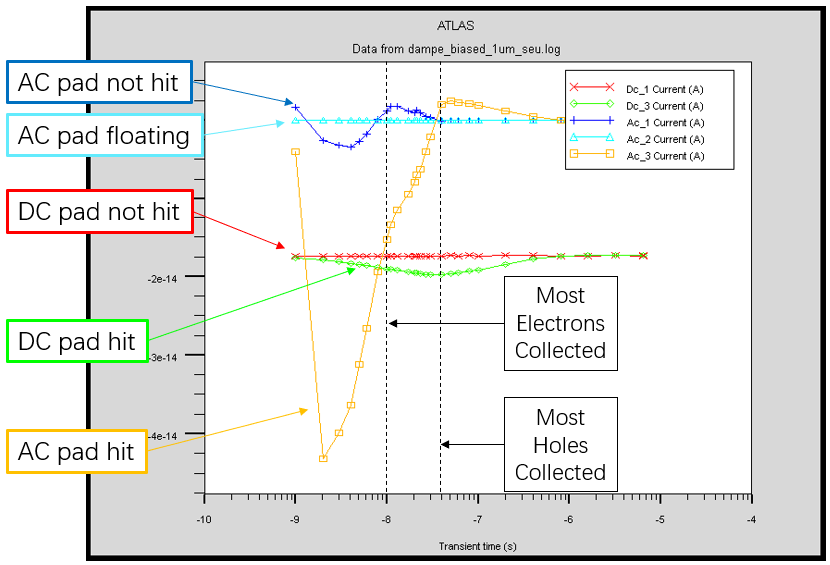 ATLAS
Data from dampe_biased_1um_seu.log
AC pad not hit
AC pad floating
DC pad not hit
DC pad hit
AC pad hit
Dc_1 Current (A)
Dc_3 Current (A)
Ac_1 Current (A)
Ac_2 Current (A)
Ac_3 Current (A)
-2e-14
3e-14
4e-14
Most
Electrons
Collected
Most
Holes
Collected
-10
-9
-8
-7
-6
-5
-4
Transient time (s)